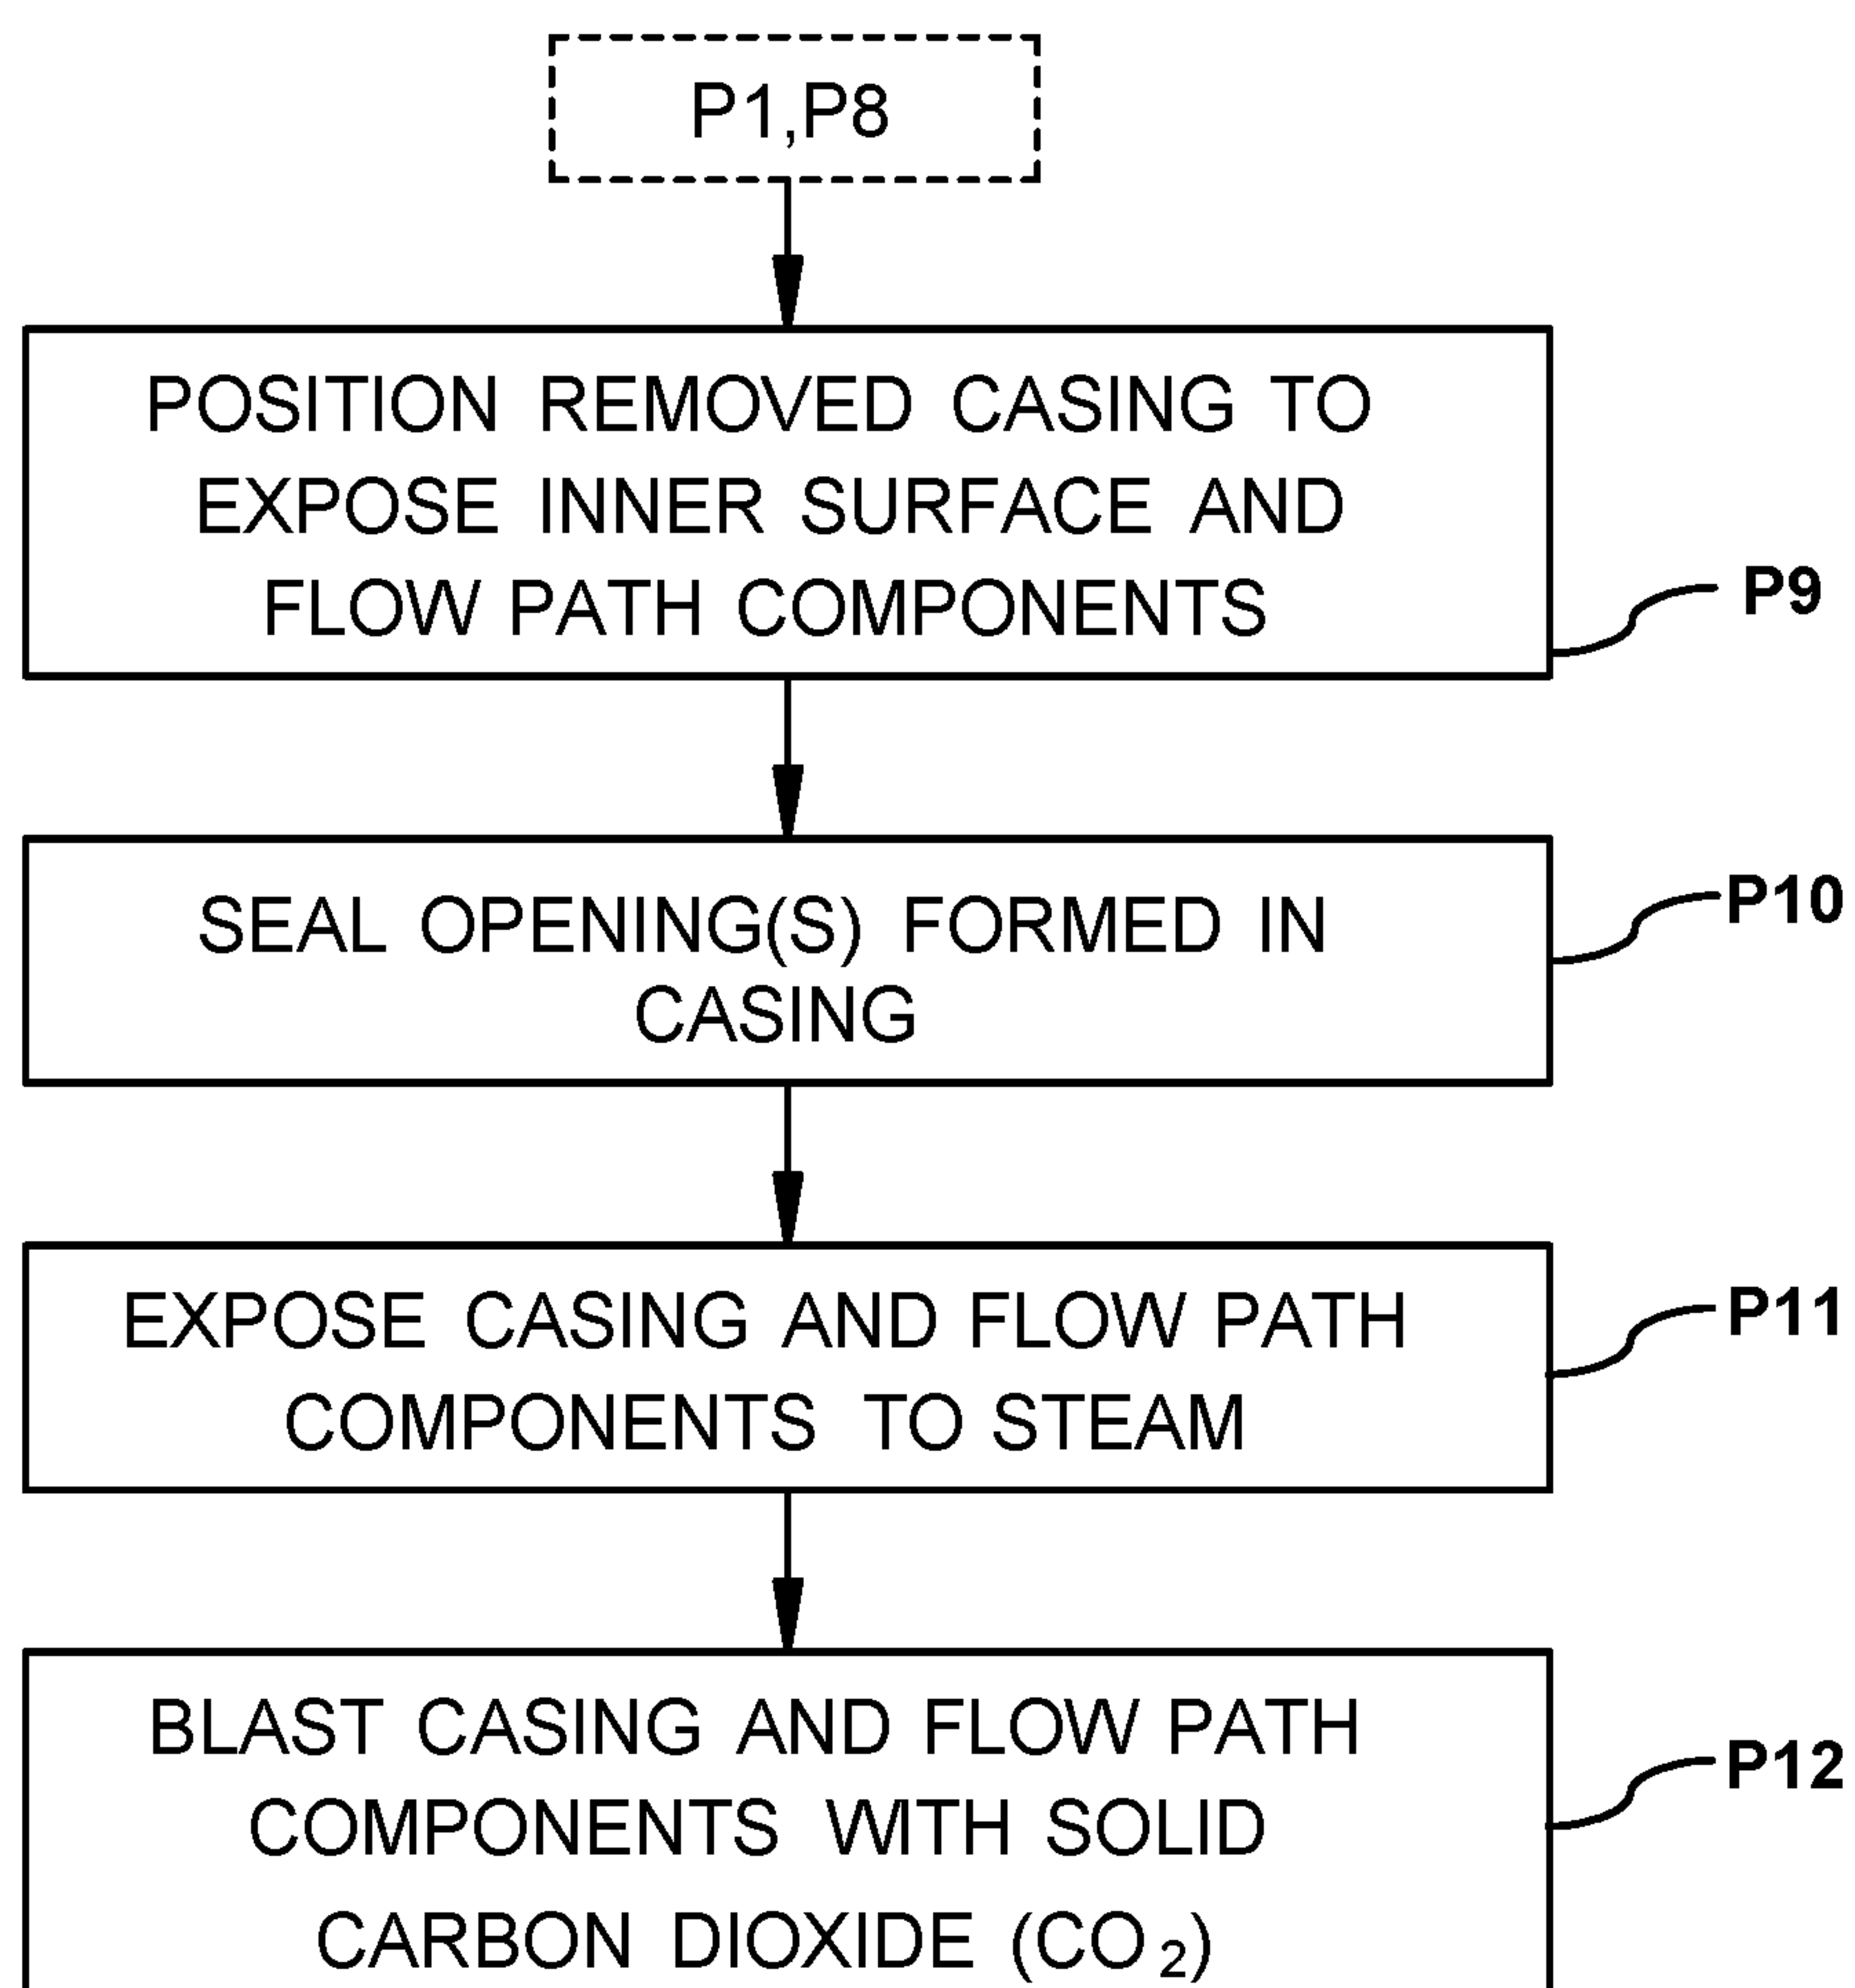 P1,P8
POSITION REMOVED CASING TO
EXPOSE INNER SURFACE AND
FLOW PATH COMPONENTS
P9
SEAL OPENING(S) FORMED IN
CASING
P10
EXPOSE CASING AND FLOW PATH
COMPONENTS TO STEAM
P11
BLAST CASING AND FLOW PATH
COMPONENTS WITH SOLID
CARBON DIOXIDE (CO₂)
P12